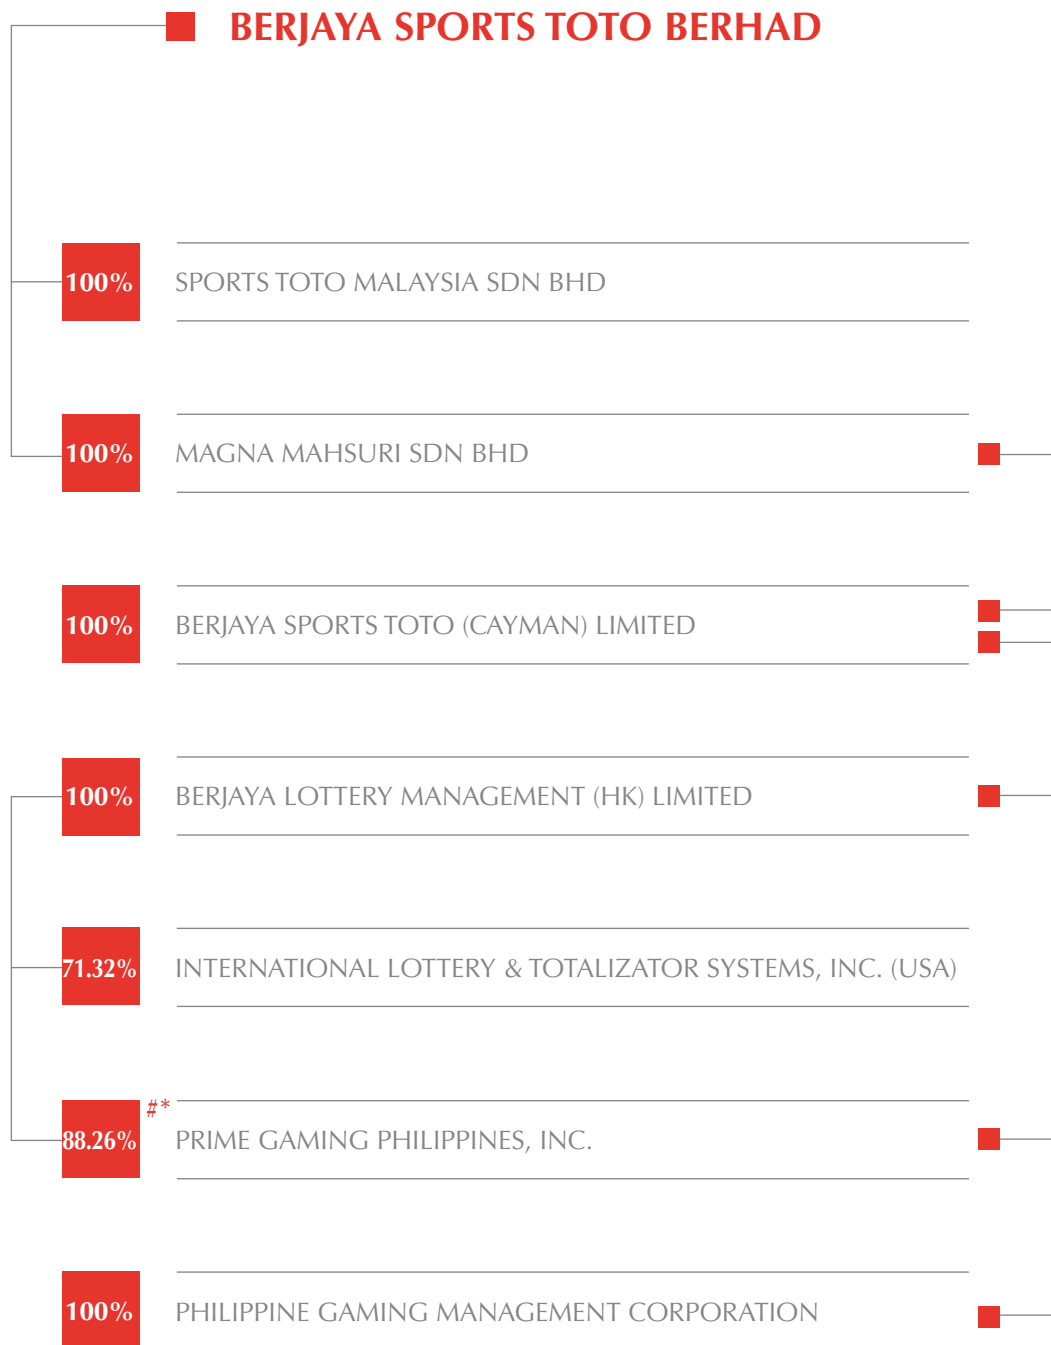 BERJAYA SPORTS TOTO BERHAD
100% SPORTS TOTO MALAYSIA SDN BHD
100% MAGNA MAHSURI SDN BHD
100% BERJAYA SPORTS TOTO (CAYMAN) LIMITED
100% BERJAYA LOTTERY MANAGEMENT (HK) LIMITED
71.32% INTERNATIONAL LOTTERY & TOTALIZATOR SYSTEMS, INC. (USA)
88.26% #* PRIME GAMING PHILIPPINES, INC.
100% PHILIPPINE GAMING MANAGEMENT CORPORATION